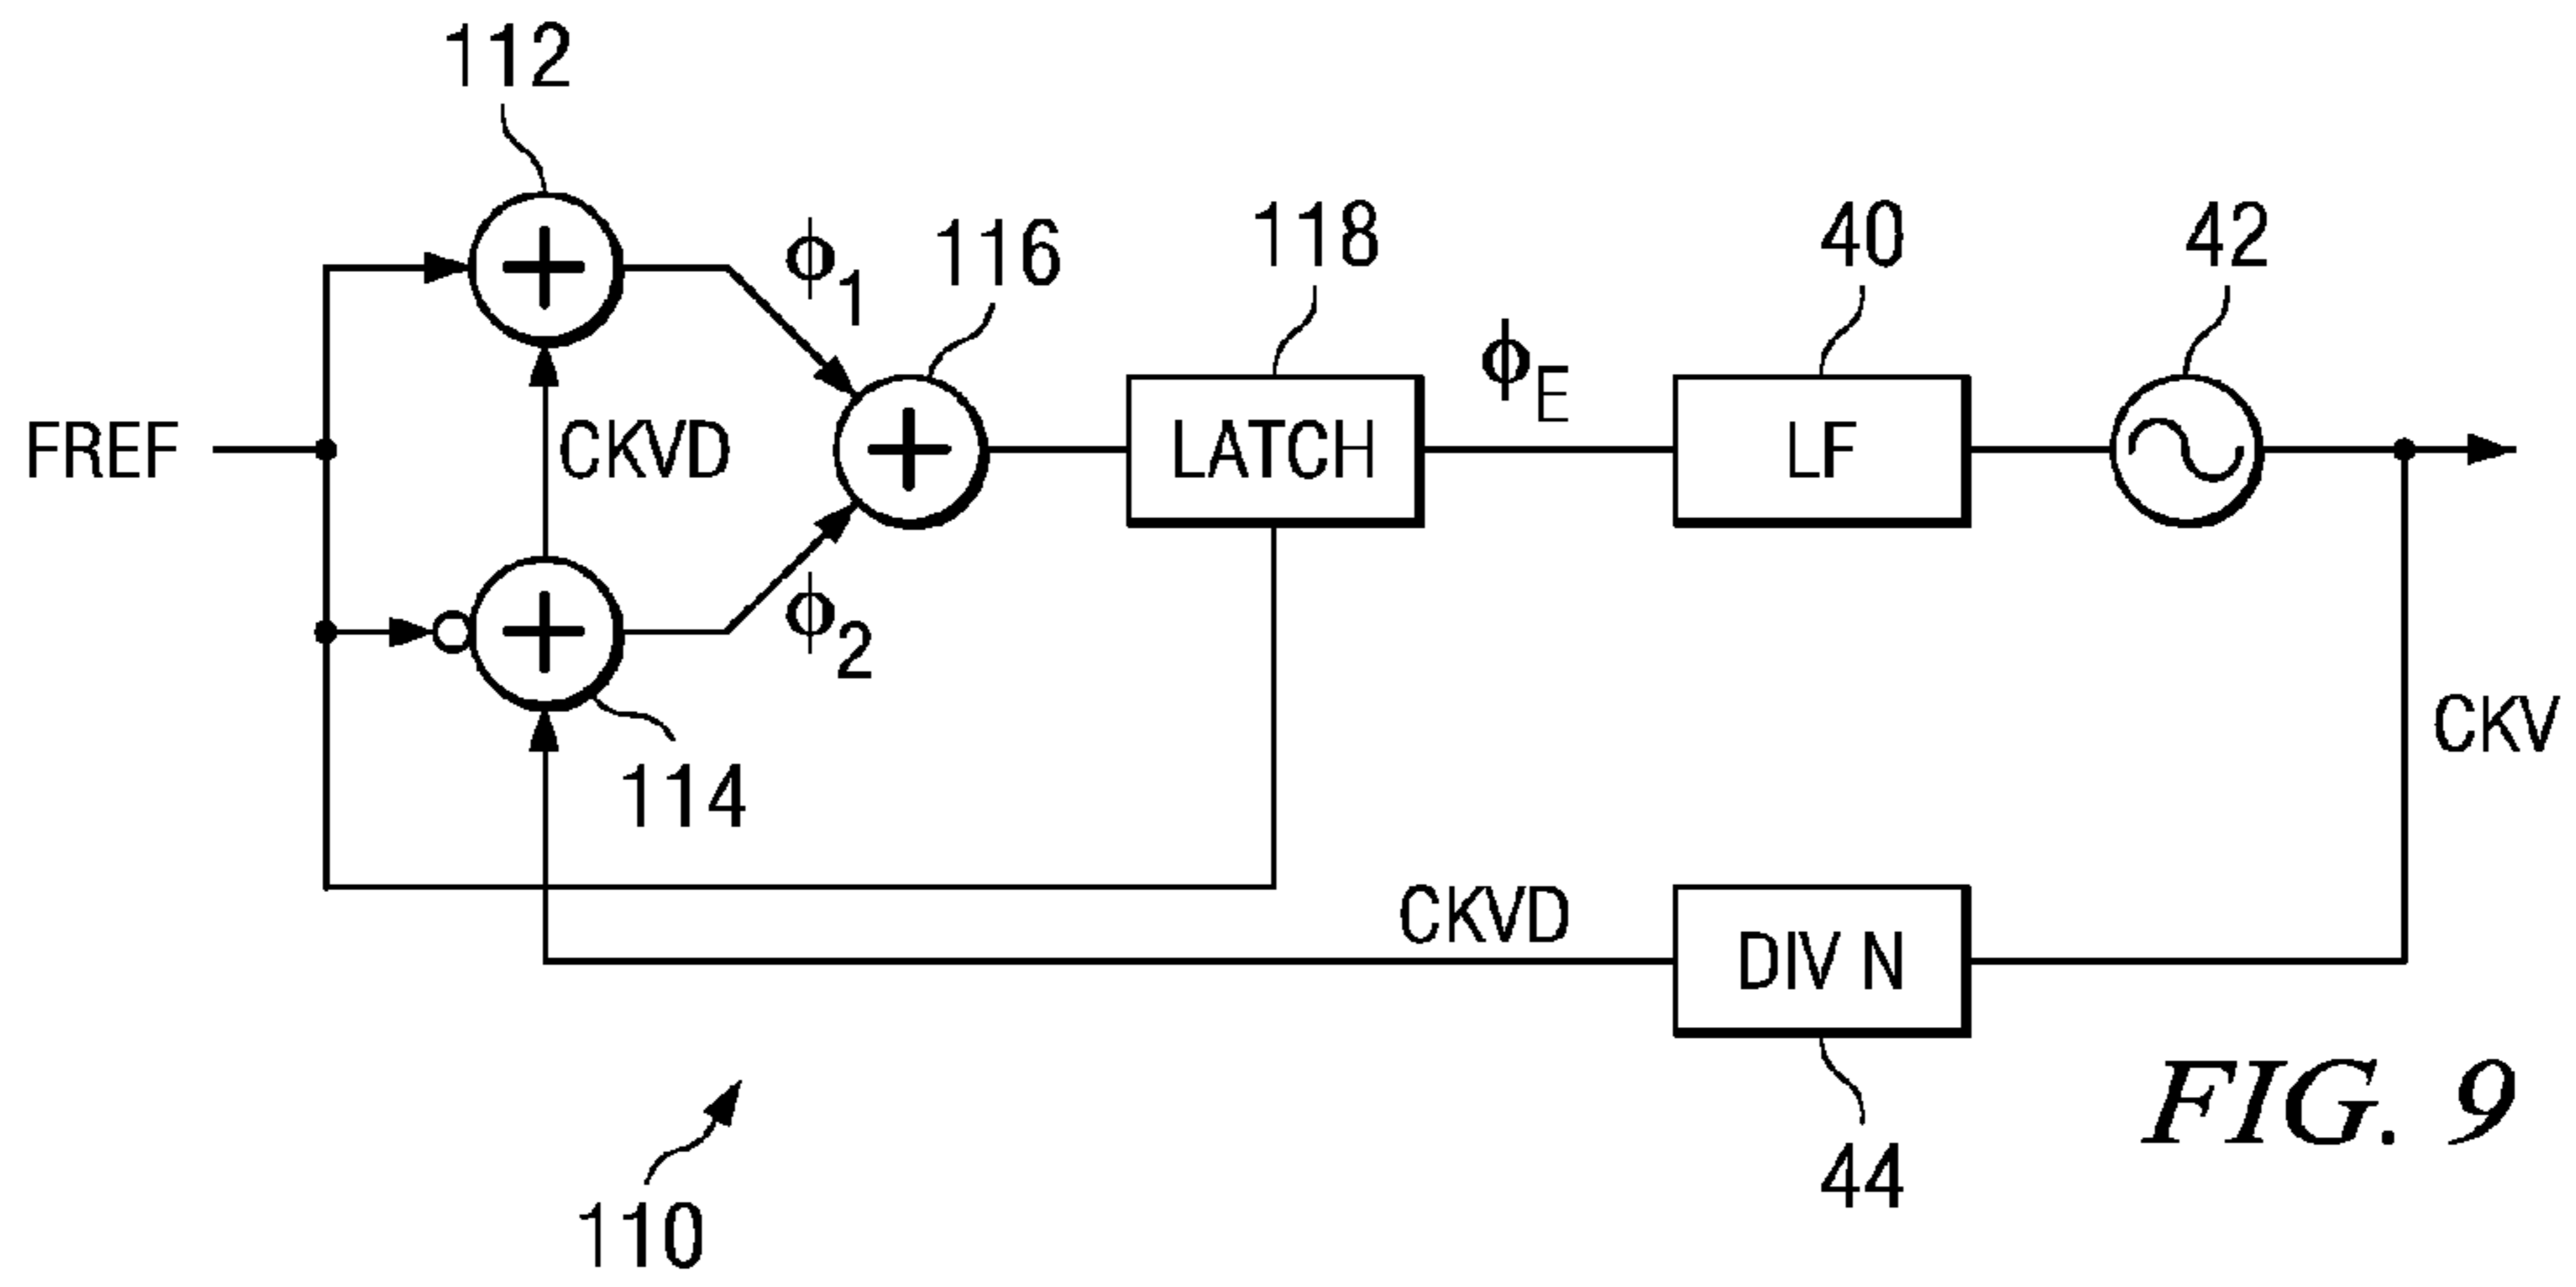 112
ϕ1
116
118
40
42
ϕE
FREF
CKVD
LATCH
LF
ϕ2
114
CKV
CKVD
DIV N
44
110
FIG. 9